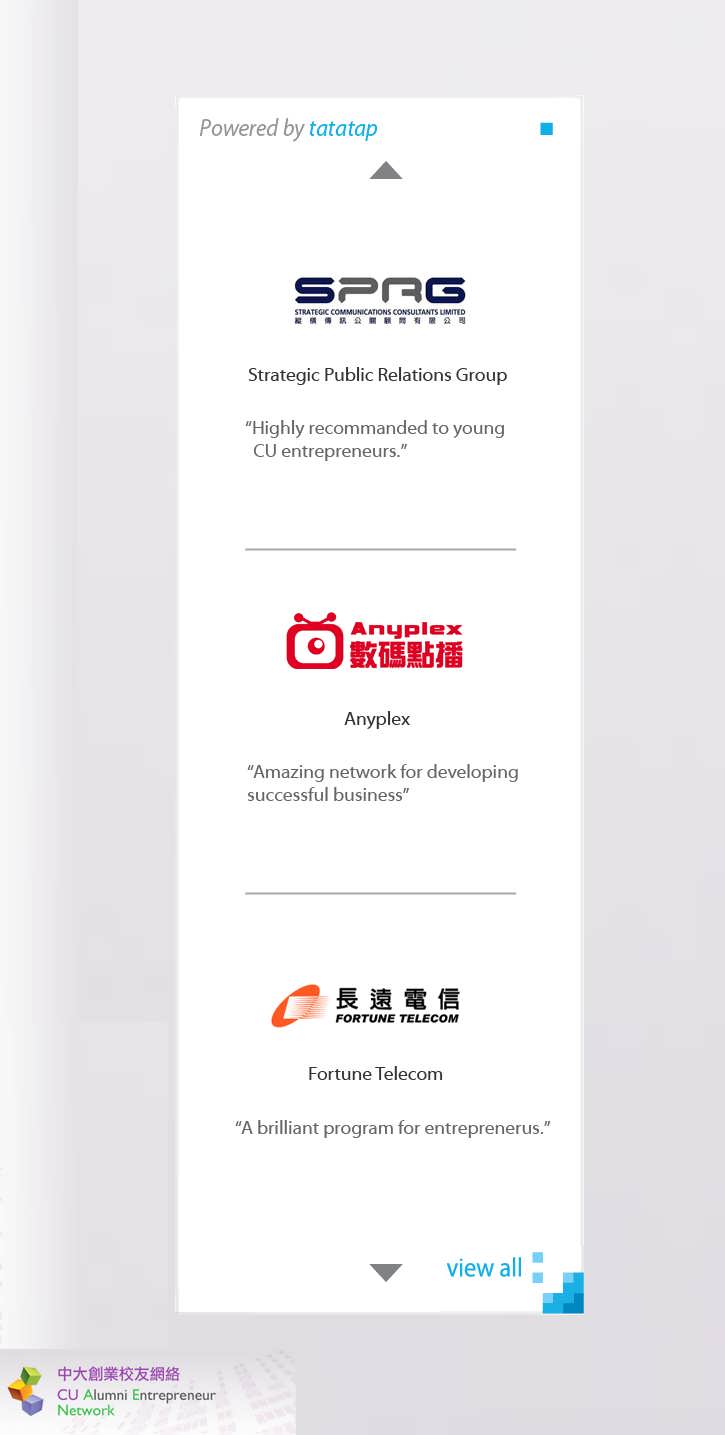 Powered by tatatap
SPRG
STRATEGIC COMMUNICATIONS CONSULTANTS LIMITED
縱橫傳訊公關顧問有限公司
Strategic Public Relations Group
“Highly recommanded to young
CU entrepreneurs.”
Anyplex
數碼點播
Anyplex
“Amazing network for developing
successful business”
長遠電信
FORTUNE TELECOM
Fortune Telecom
“A brilliant program for entreprenerus.”
view all
中大創業校友網絡
CU Alumni Entrepreneur
Network